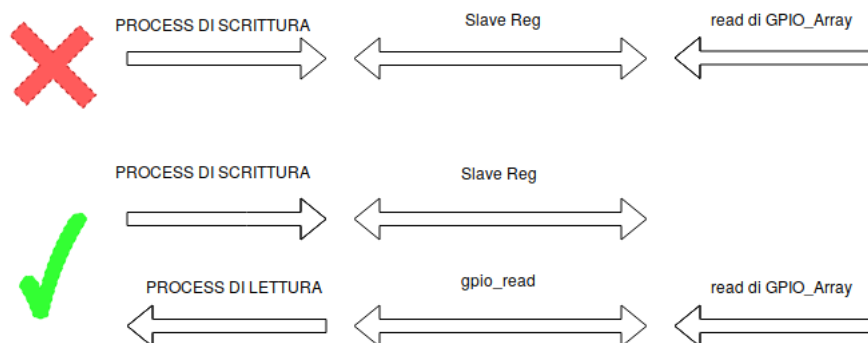 PROCESS DI SCRITTURA Slave Reg read di GPIO_Array
PROCESS DI SCRITTURA Slave Reg
PROCESS DI LETTURA gpio_read read di GPIO_Array